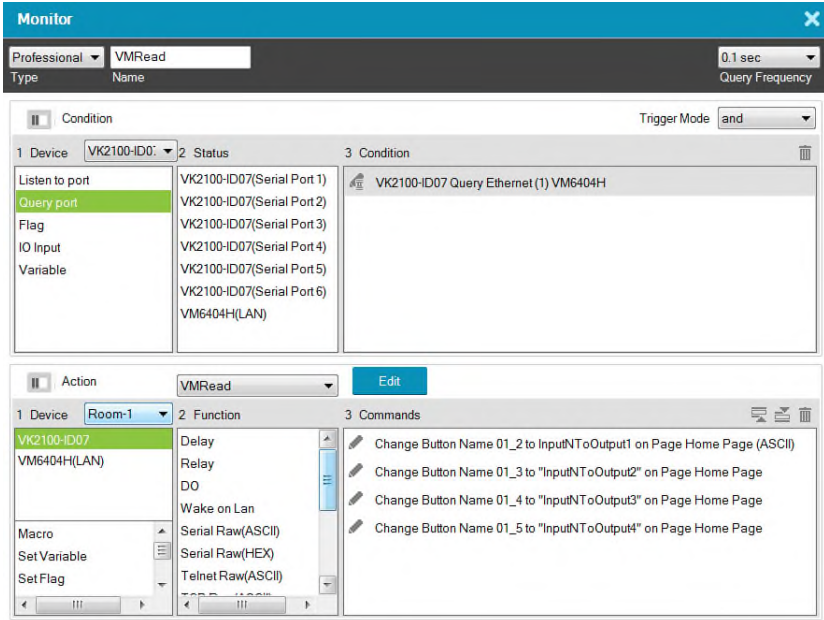 Monitor
Professional VMRead 0.1 sec
Type Name Query Frequency
Condition Trigger Mode and
1 Device VK2100-ID0: 2 Status 3 Condition
Listen to port
Query port
Flag
IO Input
Variable
VK2100-ID07(Serial Port 1)
VK2100-ID07(Serial Port 2)
VK2100-ID07(Serial Port 3)
VK2100-ID07(Serial Port 4)
VK2100-ID07(Serial Port 5)
VK2100-ID07(Serial Port 6)
VM6404H(LAN)
VK2100-ID07 Query Ethernet (1) VM6404H
Action VMRead Edit
1 Device Room-1 2 Function 3 Commands
VK2100-ID07
VM6404H(LAN)
Macro
Set Variable
Set Flag
Delay
Relay
DO
Wake on Lan
Serial Raw(ASCII)
Serial Raw(HEX)
Telnet Raw(ASCII)
Change Button Name 01_2 to InputNToOutput1 on Page Home Page (ASCII)
Change Button Name 01_3 to "InputNToOutput2" on Page Home Page
Change Button Name 01_4 to "InputNToOutput3" on Page Home Page
Change Button Name 01_5 to "InputNToOutput4" on Page Home Page